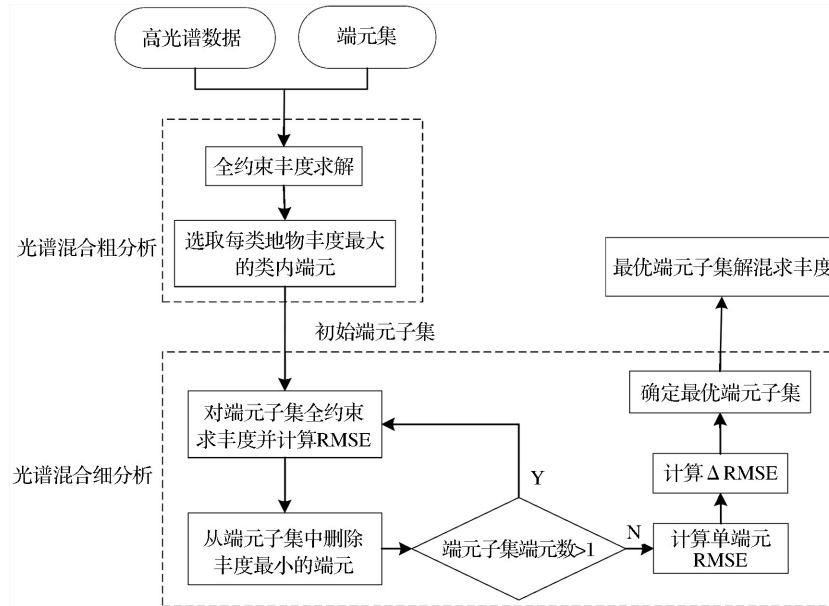 高光谱数据
端元集
全约束丰度求解
选取每类地物丰度最大
的类内端元
光谱混合粗分析
初始端元子集
最优端元子集解混求丰度
对端元子集全约束
求丰度并计算RMSE
光谱混合细分析
从端元子集中删除
丰度最小的端元
端元子集端元数>1
Y
N
计算单端元
RMSE
计算Δ RMSE
确定最优端元子集